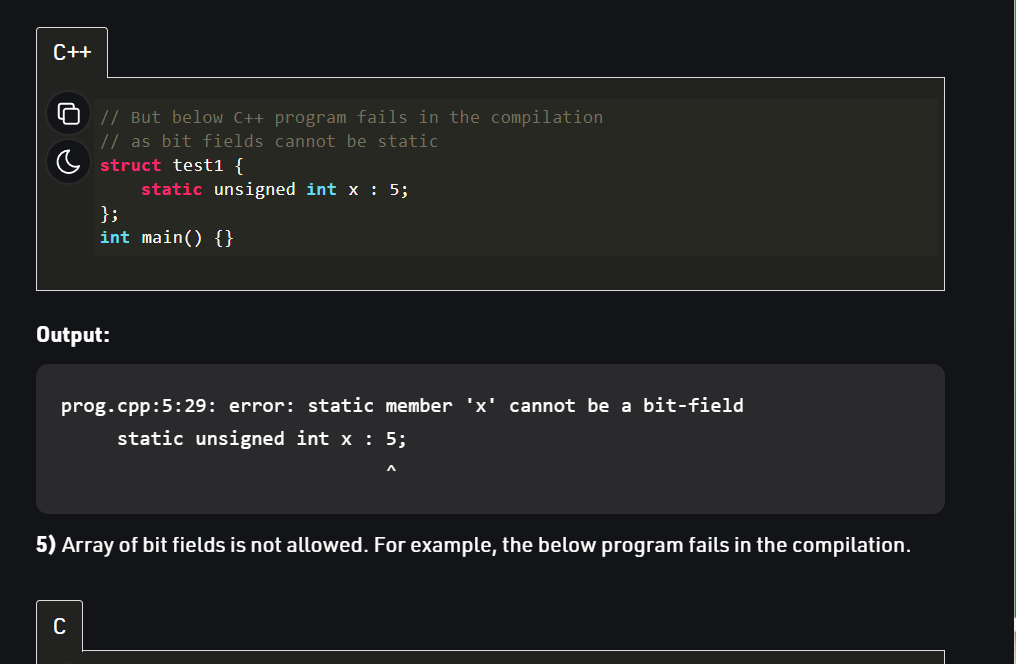 C++
// But below C++ program fails in the compilation
// as bit fields cannot be static
struct test1 {
    static unsigned int x : 5;
};
int main() {}
Output:
prog.cpp:5:29: error: static member 'x' cannot be a bit-field
     static unsigned int x : 5;
                             ^
5) Array of bit fields is not allowed. For example, the below program fails in the compilation.
C